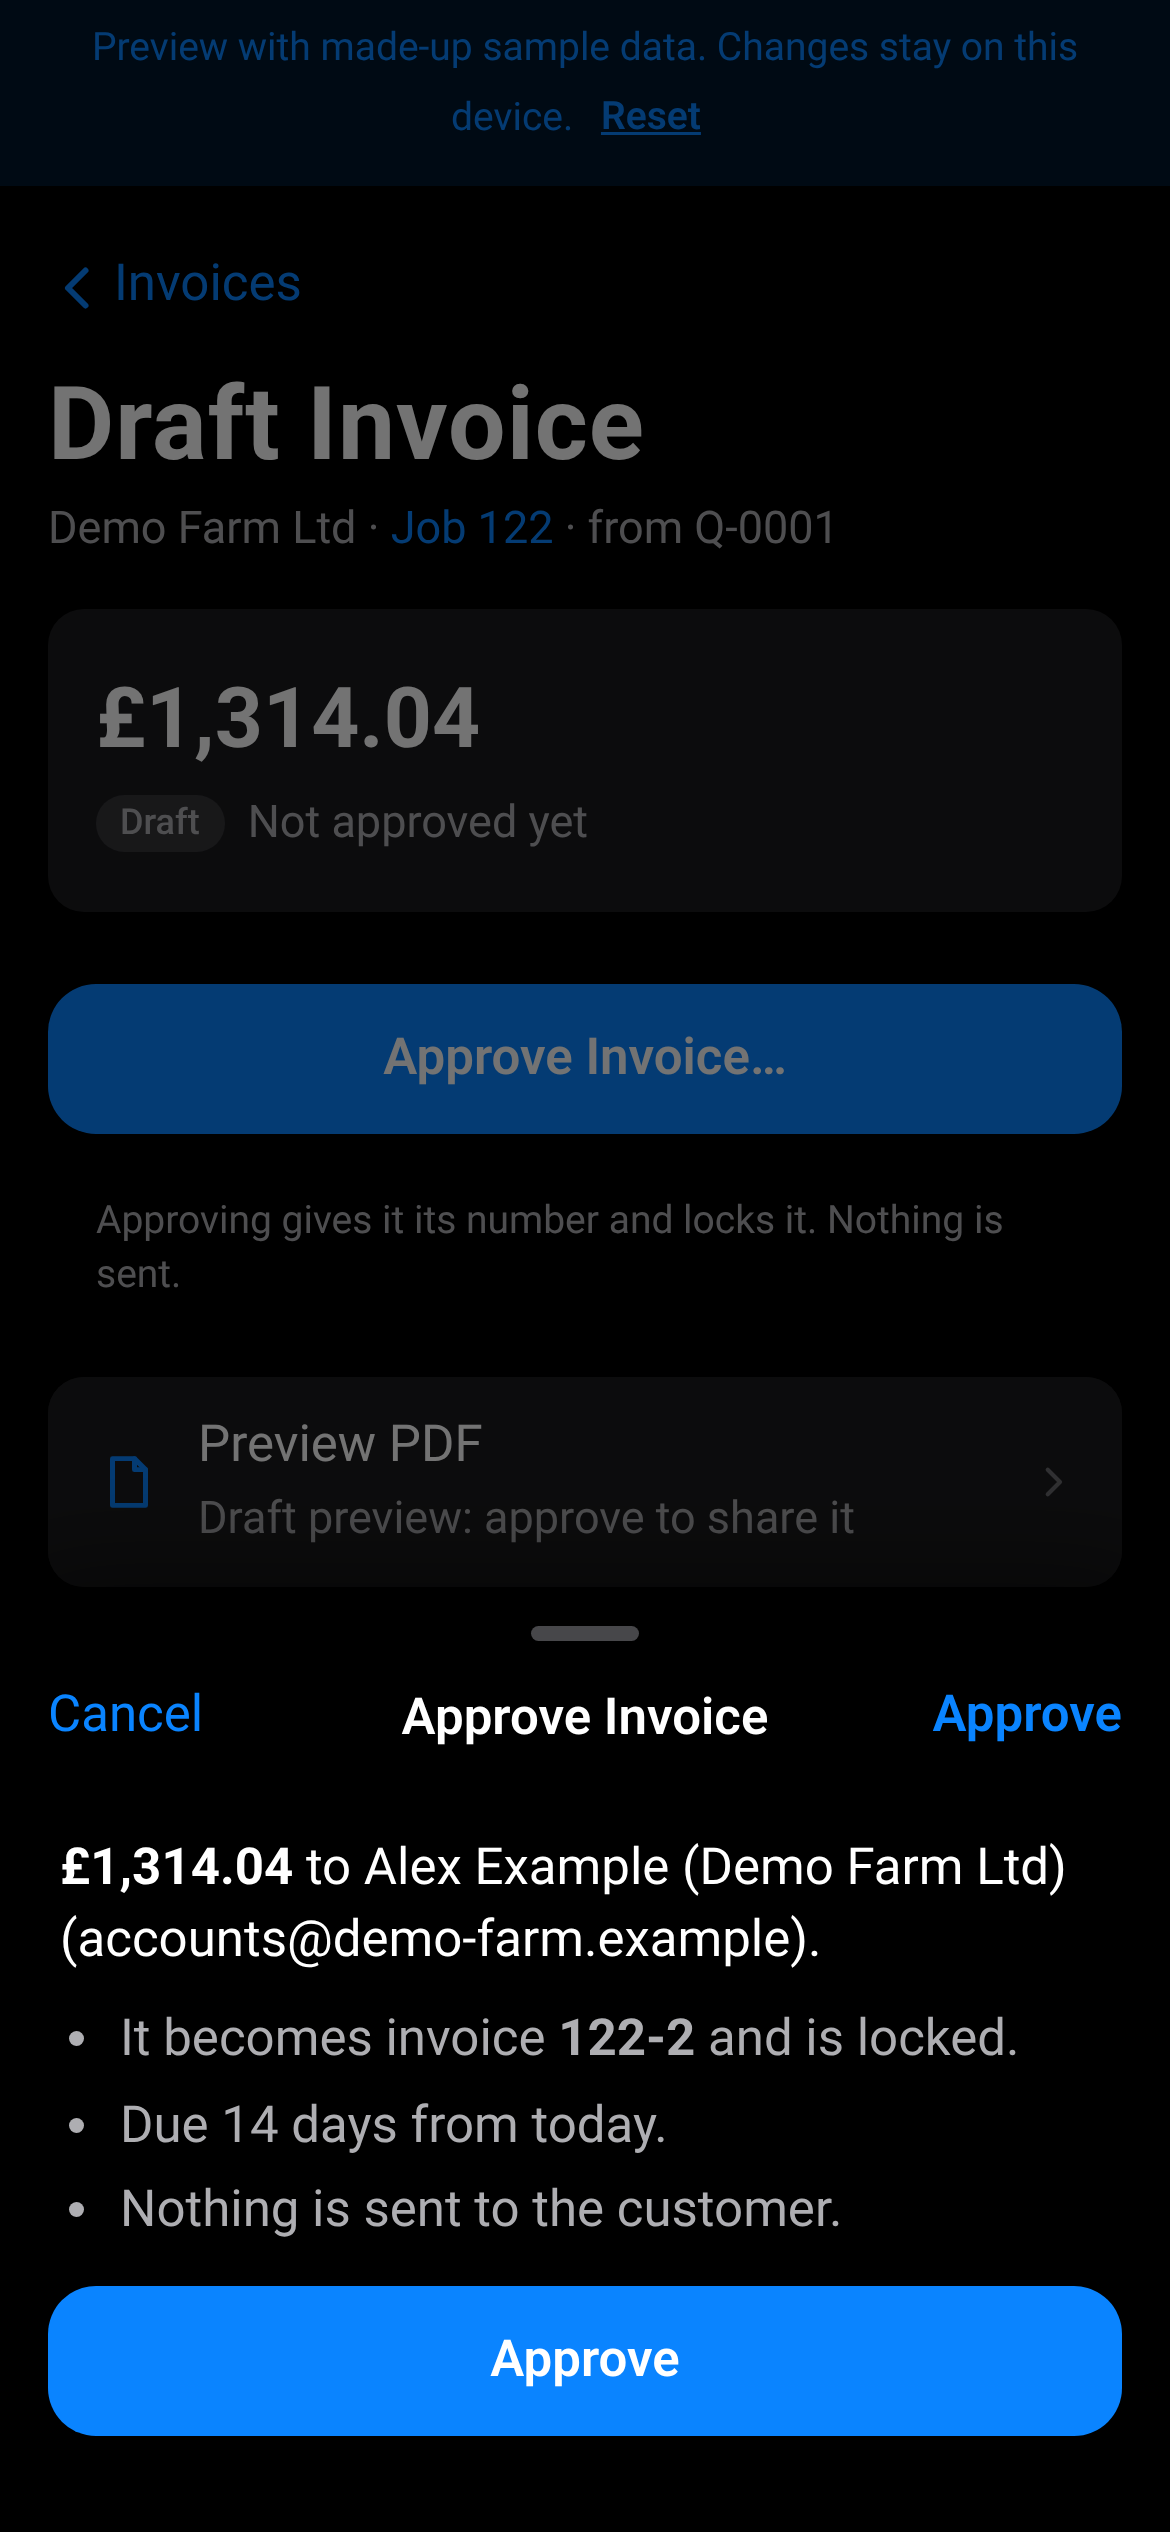 Preview with made-up sample data. Changes stay on this
device. Reset
Invoices
Draft Invoice
Demo Farm Ltd · Job 122 · from Q-0001
£1,314.04
Draft Not approved yet
Approve Invoice...
Approving gives it its number and locks it. Nothing is
sent.
Preview PDF
Draft preview: approve to share it
Cancel Approve Invoice Approve
£1,314.04 to Alex Example (Demo Farm Ltd)
(accounts@demo-farm.example).
• It becomes invoice 122-2 and is locked.
• Due 14 days from today.
• Nothing is sent to the customer.
Approve